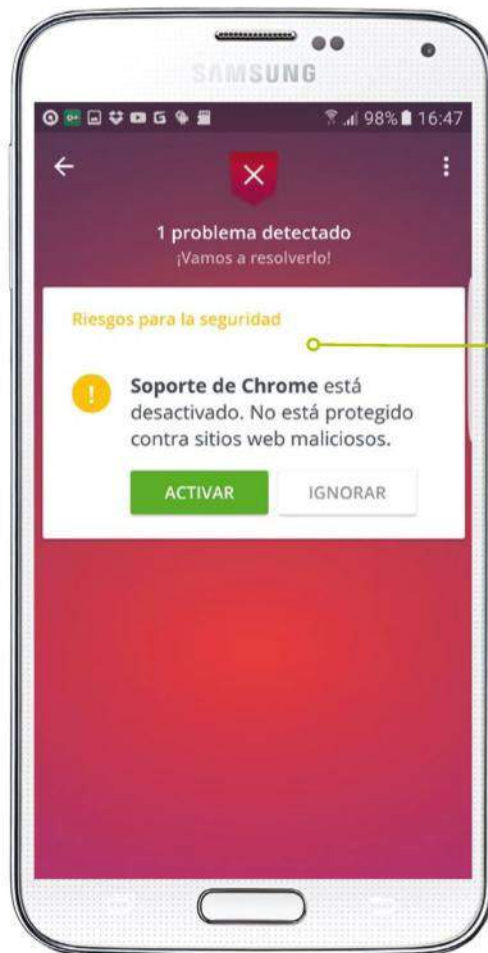 SAMSUNG
98% 16:47
1 problema detectado
¡Vamos a resolverlo!
Riesgos para la seguridad
Soporte de Chrome está
desactivado. No está protegido
contra sitios web maliciosos.
ACTIVAR IGNORAR